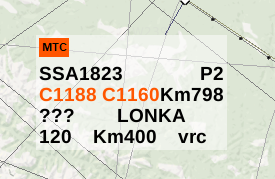 MTC
SSA1823 P2
C1188 C1160Km798
??? LONKA
120 Km400 vrc